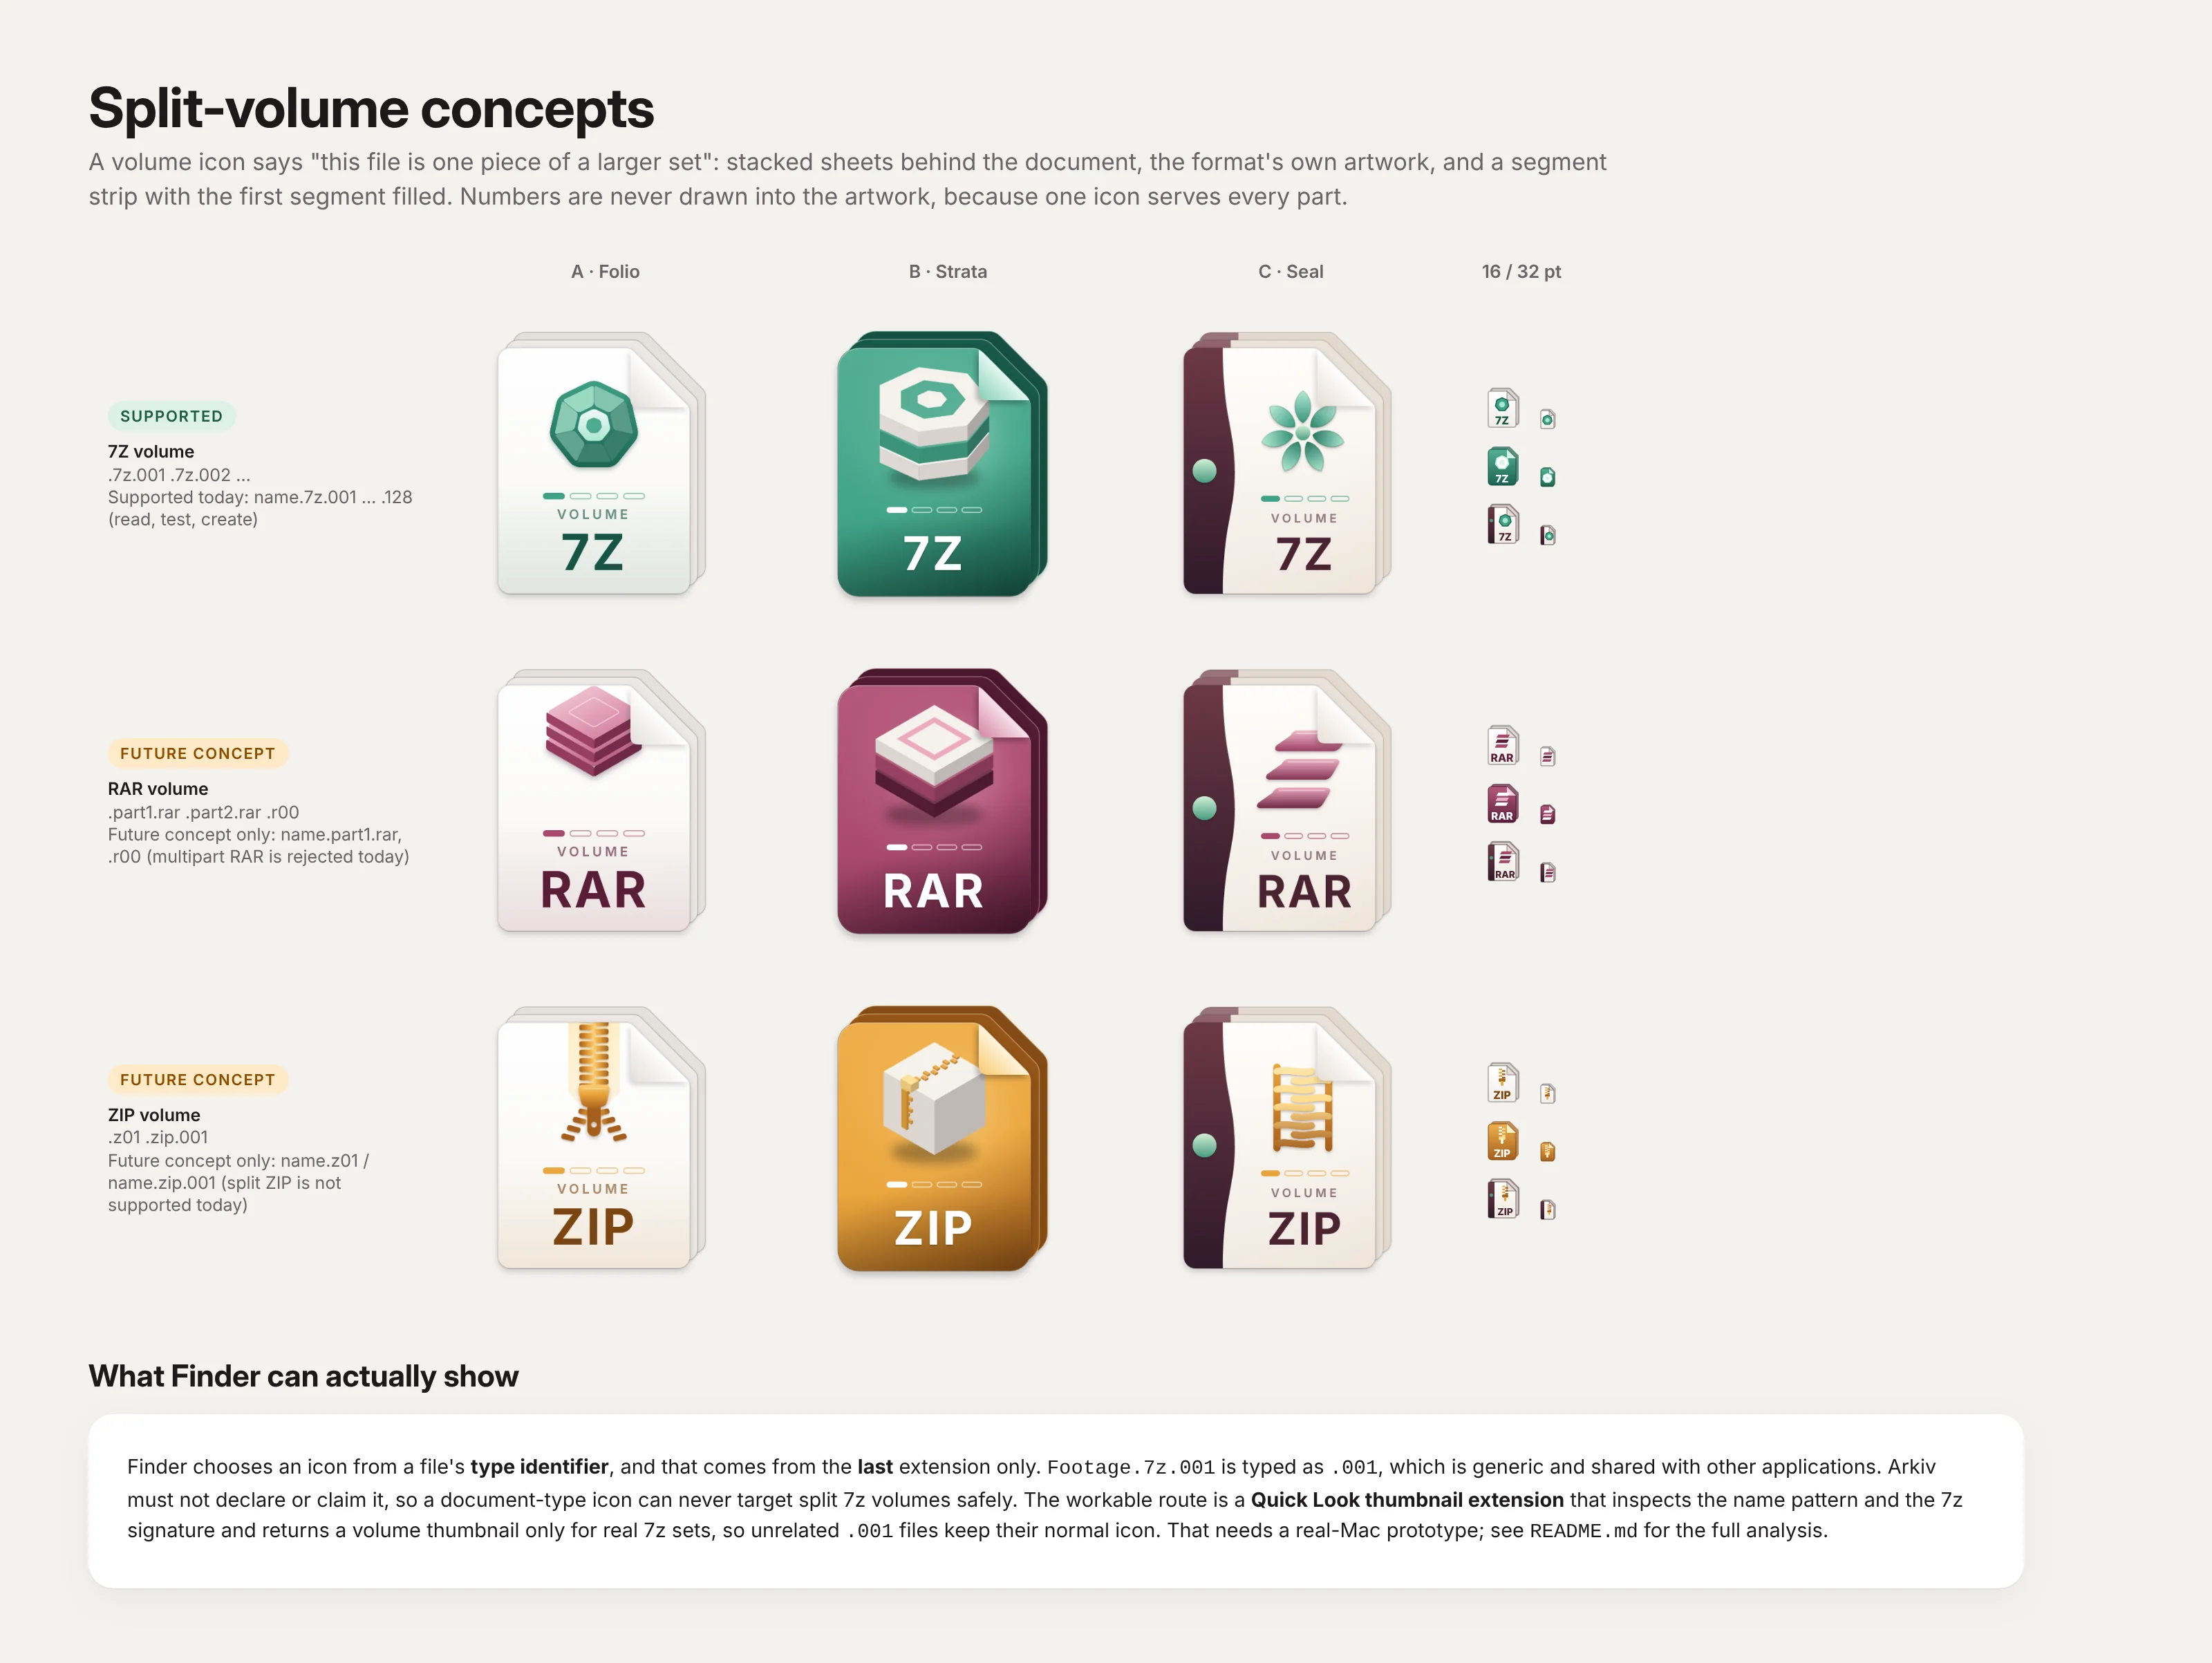 Split-volume concepts
A volume icon says "this file is one piece of a larger set": stacked sheets behind the document, the format's own artwork, and a segment
strip with the first segment filled. Numbers are never drawn into the artwork, because one icon serves every part.
A · Folio
B · Strata
C · Seal
16 / 32 pt
SUPPORTED
7Z volume
.7z.001 .7z.002 ...
Supported today: name.7z.001 ... .128
(read, test, create)
VOLUME
7Z
7Z
VOLUME
7Z
7Z
7Z
7Z
FUTURE CONCEPT
RAR volume
.part1.rar .part2.rar .r00
Future concept only: name.part1.rar,
.r00 (multipart RAR is rejected today)
VOLUME
RAR
RAR
VOLUME
RAR
RAR
RAR
RAR
FUTURE CONCEPT
ZIP volume
.z01 .zip.001
Future concept only: name.z01 /
name.zip.001 (split ZIP is not
supported today)
VOLUME
ZIP
ZIP
VOLUME
ZIP
ZIP
ZIP
ZIP
What Finder can actually show
Finder chooses an icon from a file's type identifier, and that comes from the last extension only. Footage.7z.001 is typed as .001, which is generic and shared with other applications. Arkiv
must not declare or claim it, so a document-type icon can never target split 7z volumes safely. The workable route is a Quick Look thumbnail extension that inspects the name pattern and the 7z
signature and returns a volume thumbnail only for real 7z sets, so unrelated .001 files keep their normal icon. That needs a real-Mac prototype; see README.md for the full analysis.